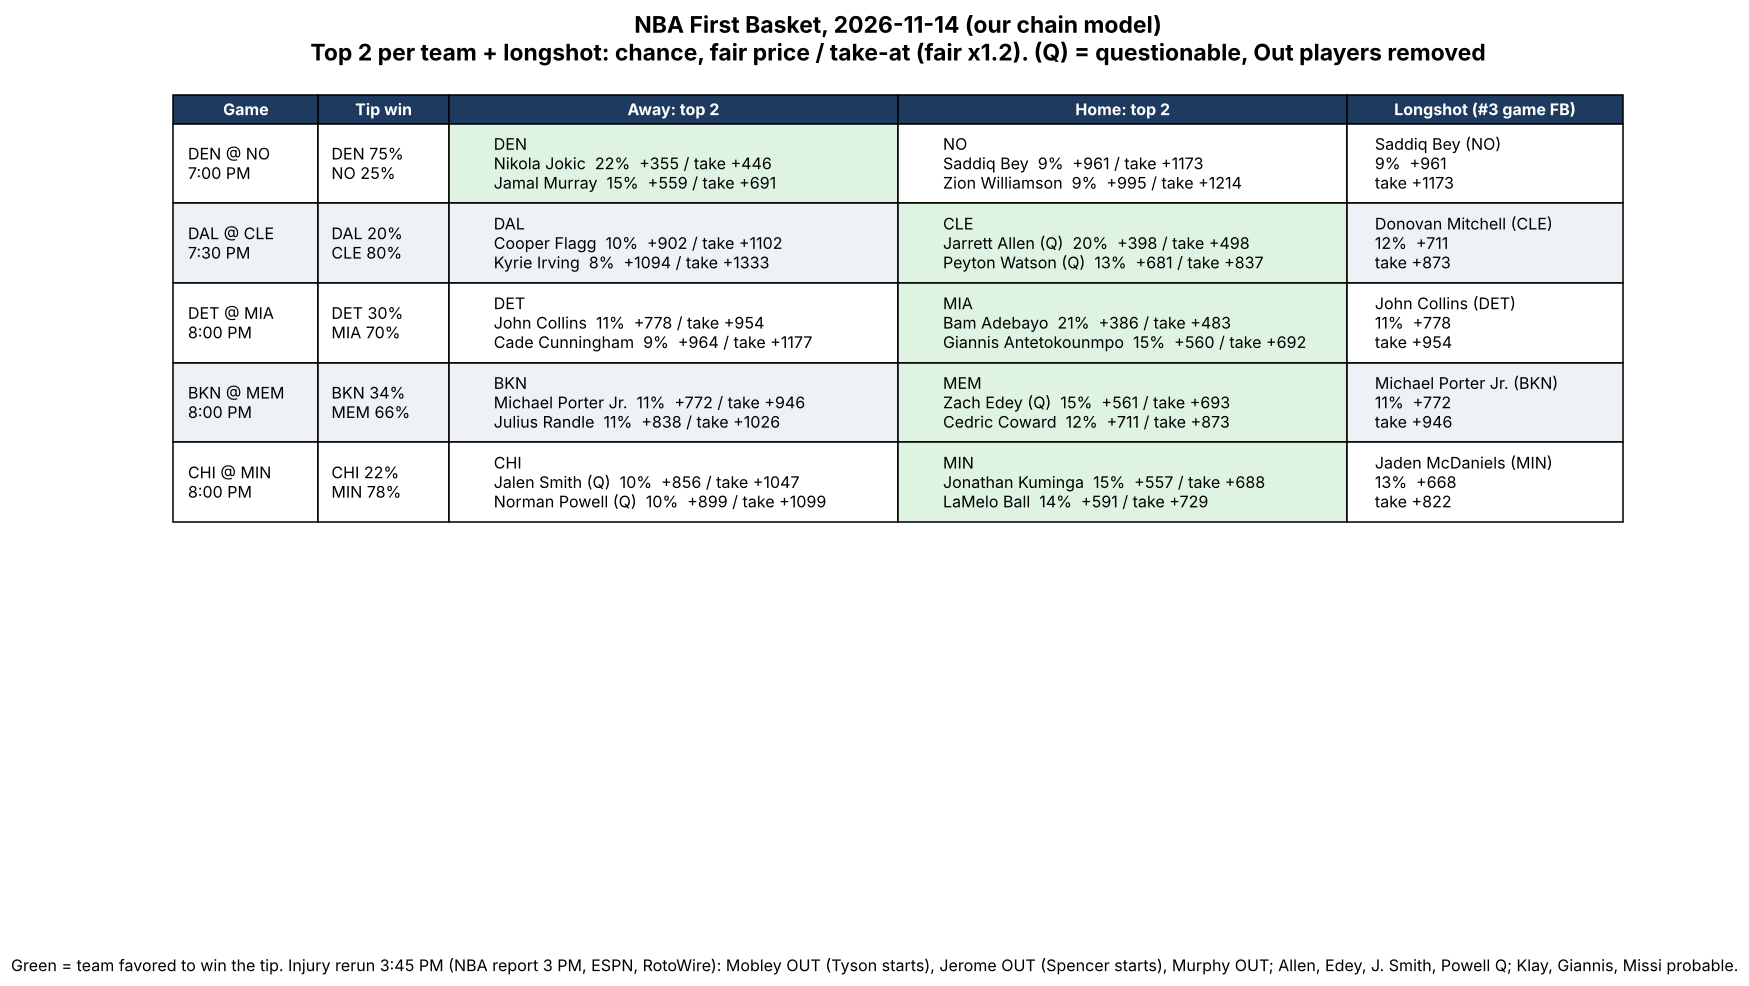 NBA First Basket, 2026-11-14 (our chain model)
Top 2 per team + longshot: chance, fair price / take-at (fair x1.2). (Q) = questionable, Out players removed
Game
Tip win
Away: top 2
Home: top 2
Longshot (#3 game FB)
DEN @ NO
7:00 PM
DEN 75%
NO 25%
DEN
Nikola Jokic 22% +355 / take +446
Jamal Murray 15% +559 / take +691
NO
Saddiq Bey 9% +961 / take +1173
Zion Williamson 9% +995 / take +1214
Saddiq Bey (NO)
9% +961
take +1173
DAL @ CLE
7:30 PM
DAL 20%
CLE 80%
DAL
Cooper Flagg 10% +902 / take +1102
Kyrie Irving 8% +1094 / take +1333
CLE
Jarrett Allen (Q) 20% +398 / take +498
Peyton Watson (Q) 13% +681 / take +837
Donovan Mitchell (CLE)
12% +711
take +873
DET @ MIA
8:00 PM
DET 30%
MIA 70%
DET
John Collins 11% +778 / take +954
Cade Cunningham 9% +964 / take +1177
MIA
Bam Adebayo 21% +386 / take +483
Giannis Antetokounmpo 15% +560 / take +692
John Collins (DET)
11% +778
take +954
BKN @ MEM
8:00 PM
BKN 34%
MEM 66%
BKN
Michael Porter Jr. 11% +772 / take +946
Julius Randle 11% +838 / take +1026
MEM
Zach Edey (Q) 15% +561 / take +693
Cedric Coward 12% +711 / take +873
Michael Porter Jr. (BKN)
11% +772
take +946
CHI @ MIN
8:00 PM
CHI 22%
MIN 78%
CHI
Jalen Smith (Q) 10% +856 / take +1047
Norman Powell (Q) 10% +899 / take +1099
MIN
Jonathan Kuminga 15% +557 / take +688
LaMelo Ball 14% +591 / take +729
Jaden McDaniels (MIN)
13% +668
take +822
Green = team favored to win the tip. Injury rerun 3:45 PM (NBA report 3 PM, ESPN, RotoWire): Mobley OUT (Tyson starts), Jerome OUT (Spencer starts), Murphy OUT; Allen, Edey, J. Smith, Powell Q; Klay, Giannis, Missi probable.